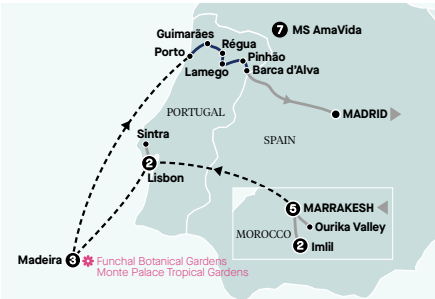 7 MS AmaVida
Guimarães
Porto
Régua
Pinhão
Lamego
Barca d'Alva
PORTUGAL
MADRID
SPAIN
Sintra
2
Lisbon
5 MARRAKESH
Ourika Valley
MOROCCO
2 Imlil
Madeira 3
Funchal Botanical Gardens
Monte Palace Tropical Gardens